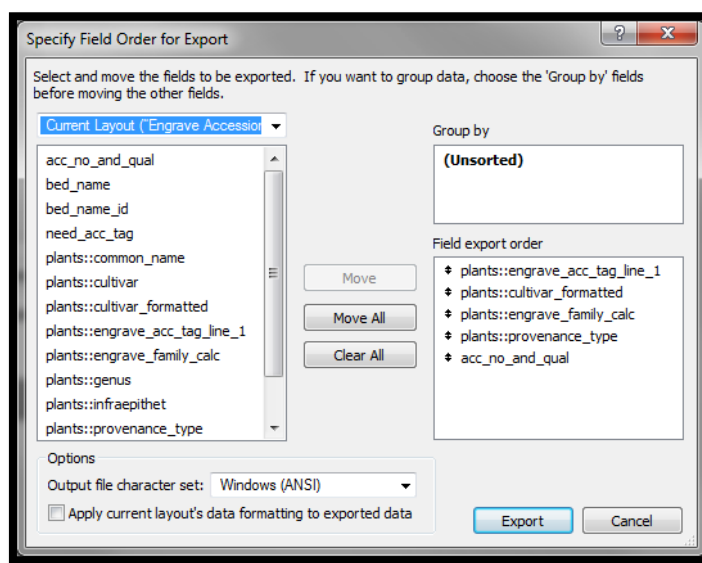 Specify Field Order for Export
Select and move the fields to be exported. If you want to group data, choose the 'Group by' fields
before moving the other fields.
Current Layout ("Engrave Accession
acc_no_and_qual
bed_name
bed_name_id
need_acc_tag
plants::common_name
plants::cultivar
plants::cultivar_formatted
plants::engrave_acc_tag_line_1
plants::engrave_family_calc
plants::genus
plants::infraepithet
plants::provenance_type
Move
Move All
Clear All
Group by
(Unsorted)
Field export order
plants::engrave_acc_tag_line_1
plants::cultivar_formatted
plants::engrave_family_calc
plants::provenance_type
acc_no_and_qual
Options
Output file character set: Windows (ANSI)
Apply current layout's data formatting to exported data
Export
Cancel